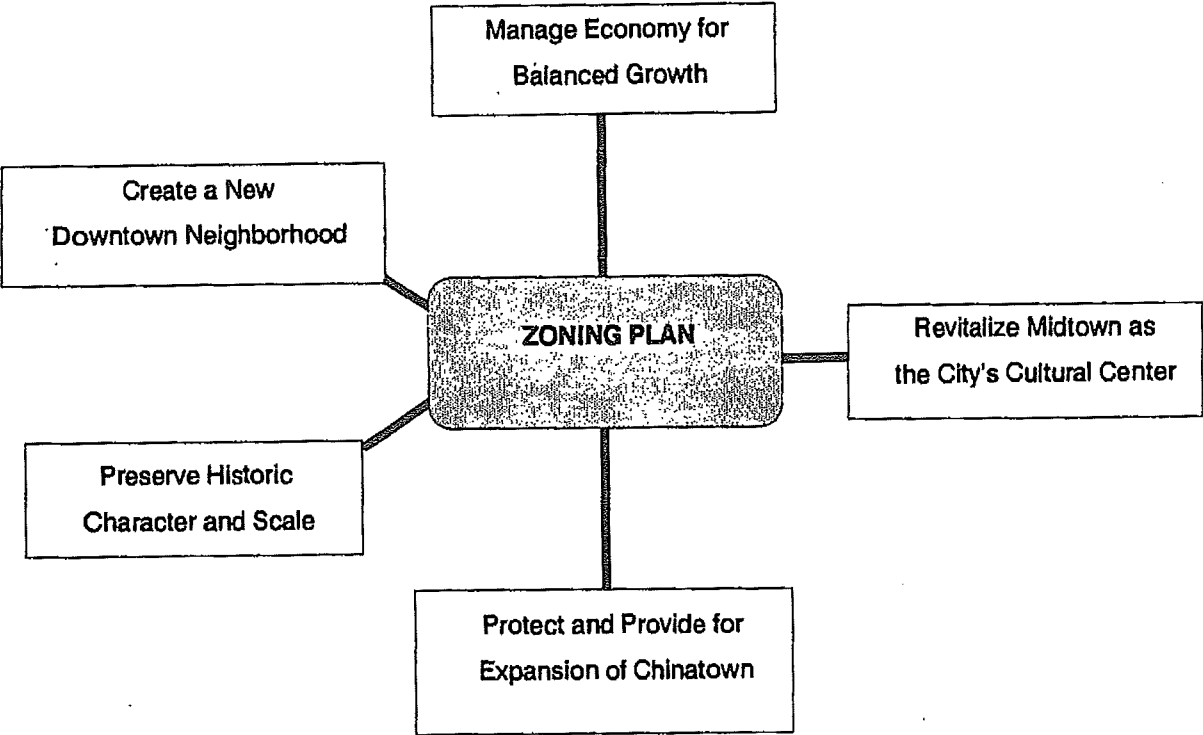 Manage Economy for
Balanced Growth
Create a New
Downtown Neighborhood
ZONING PLAN
Revitalize Midtown as
the City's Cultural Center
Preserve Historic
Character and Scale
Protect and Provide for
Expansion of Chinatown